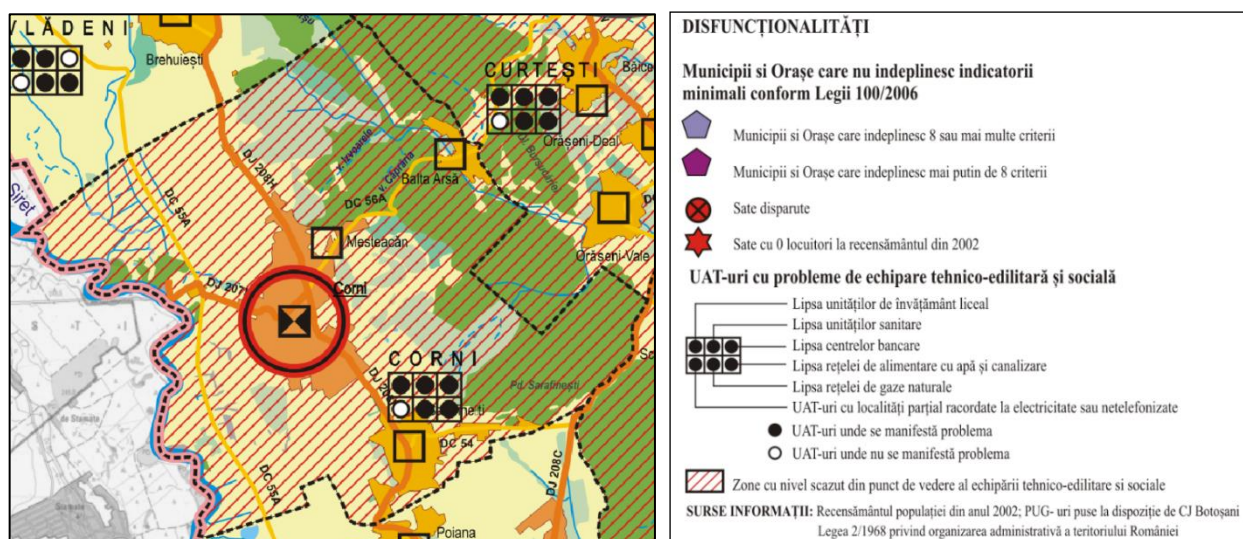 VLĂDENI
Brehuiești
CURTEȘTI
Orășeni-Deal
DJ 208H
Balta Arsă
DC 56A
DC 55A
Siret
Mesteacăn
Orășeni-Vale
Corni
CORNI
DC 54
DC 55A
DJ 208C
Poiana
DISFUNCȚIONALITĂȚI
Municipii si Orașe care nu indeplinesc indicatorii
minimali conform Legii 100/2006
Municipii si Orașe care indeplinesc 8 sau mai multe criterii
Municipii si Orașe care indeplinesc mai putin de 8 criterii
Sate disparute
Sate cu 0 locuitori la recensământul din 2002
UAT-uri cu probleme de echipare tehnico-edilitară și socială
Lipsa unităților de învățământ liceal
Lipsa unităților sanitare
Lipsa centrelor bancare
Lipsa rețelei de alimentare cu apă și canalizare
Lipsa rețelei de gaze naturale
UAT-uri cu localități parțial racordate la electricitate sau netelefonizate
UAT-uri unde se manifestă problema
UAT-uri unde nu se manifestă problema
Zone cu nivel scazut din punct de vedere al echipării tehnico-edilitare si sociale
SURSE INFORMAȚII: Recensământul populației din anul 2002; PUG- uri puse la dispoziție de CJ Botoșani
Legea 2/1968 privind organizarea administrativă a teritoriului României